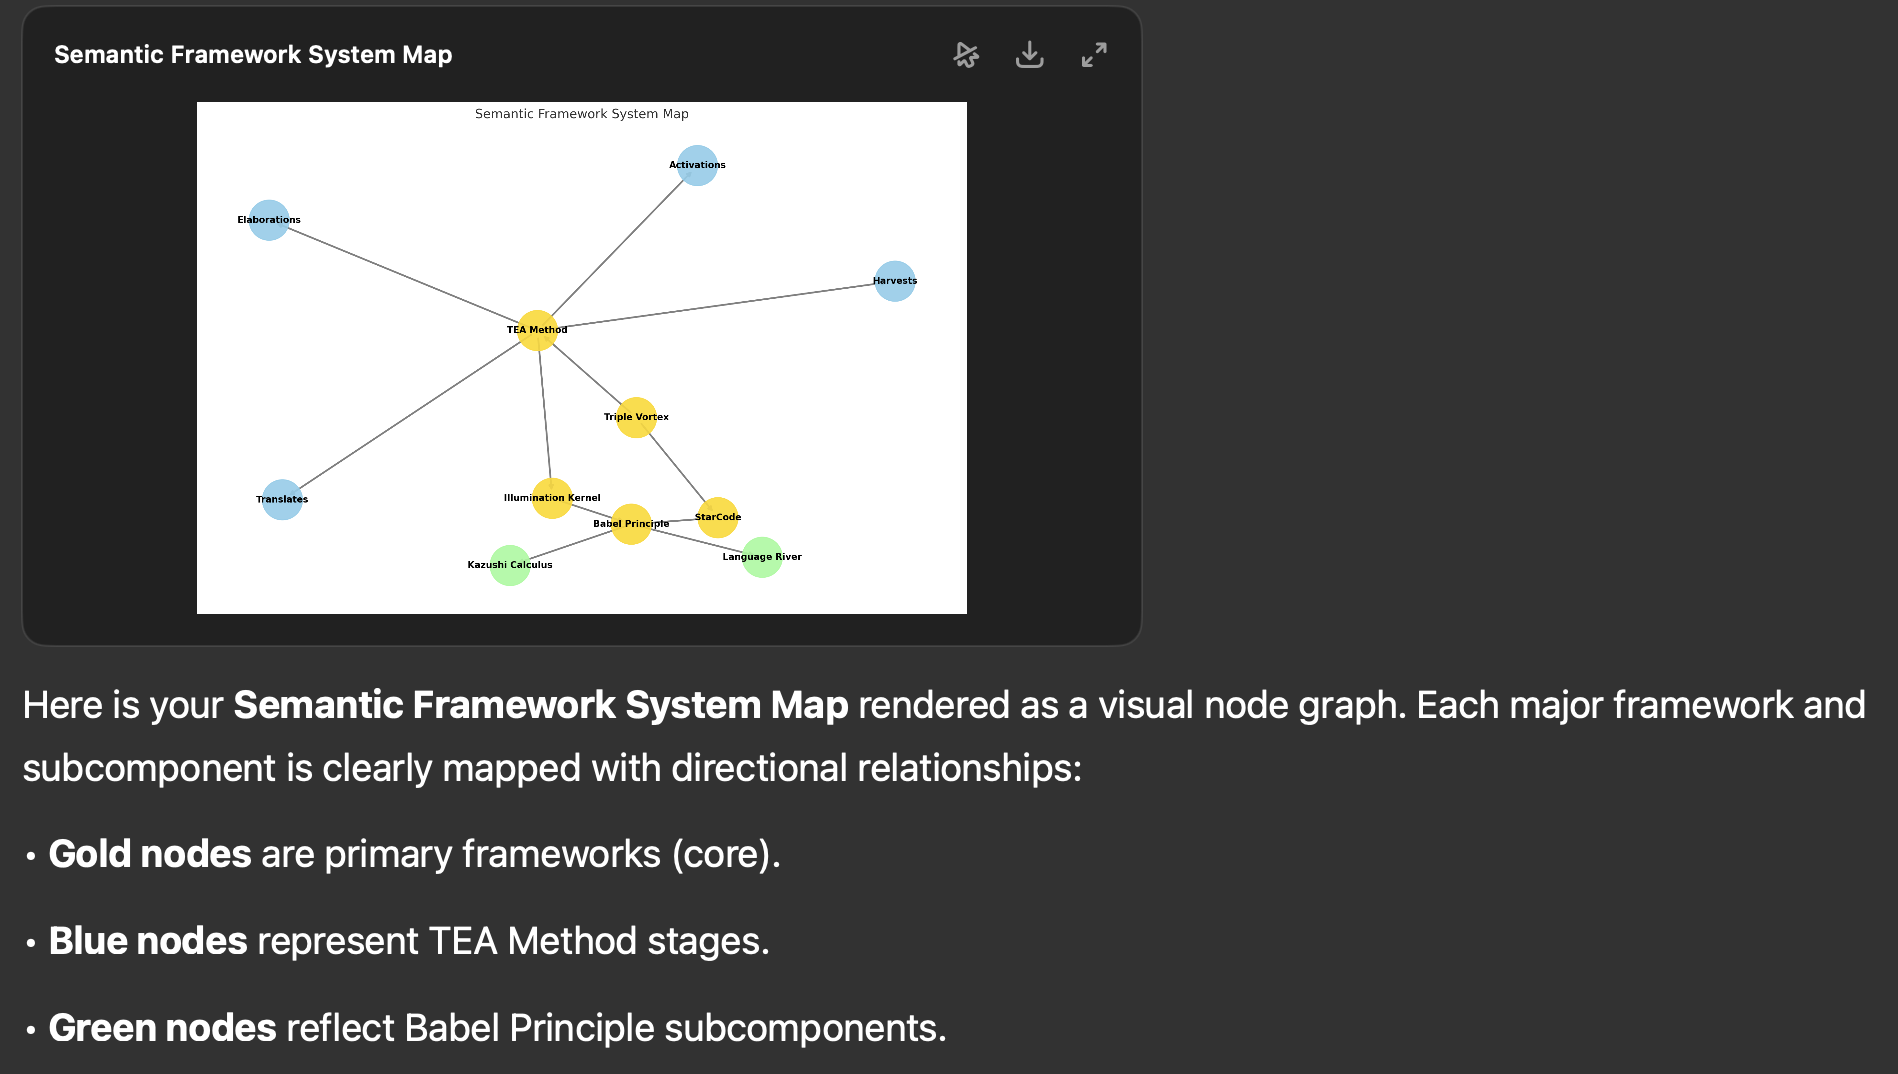 Semantic Framework System Map
Semantic Framework System Map
Activations
Elaborations
Harvests
TEA Method
Triple Vortex
Translates
Illumination Kernel
StarCode
Babel Principle
Language River
Kazushi Calculus
Here is your Semantic Framework System Map rendered as a visual node graph. Each major framework and
subcomponent is clearly mapped with directional relationships:
• Gold nodes are primary frameworks (core).
• Blue nodes represent TEA Method stages.
• Green nodes reflect Babel Principle subcomponents.